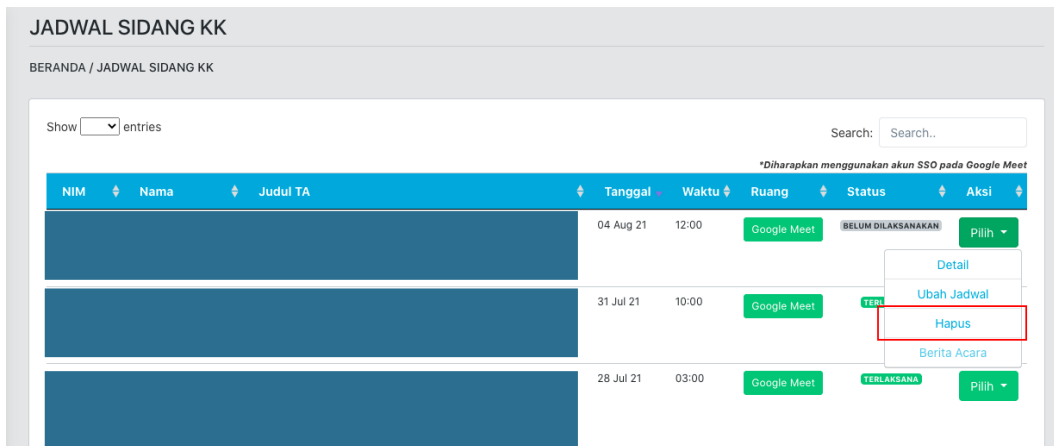 JADWAL SIDANG KK
BERANDA / JADWAL SIDANG KK
Show entries
Search: Search..
*Diharapkan menggunakan akun SSO pada Google Meet
NIM Nama Judul TA Tanggal Waktu Ruang Status Aksi
04 Aug 21 12:00 Google Meet BELUM DILAKSANAKAN Pilih
Detail
Ubah Jadwal
31 Jul 21 10:00 Google Meet
Hapus
Berita Acara
28 Jul 21 03:00 Google Meet TERLAKSANA Pilih